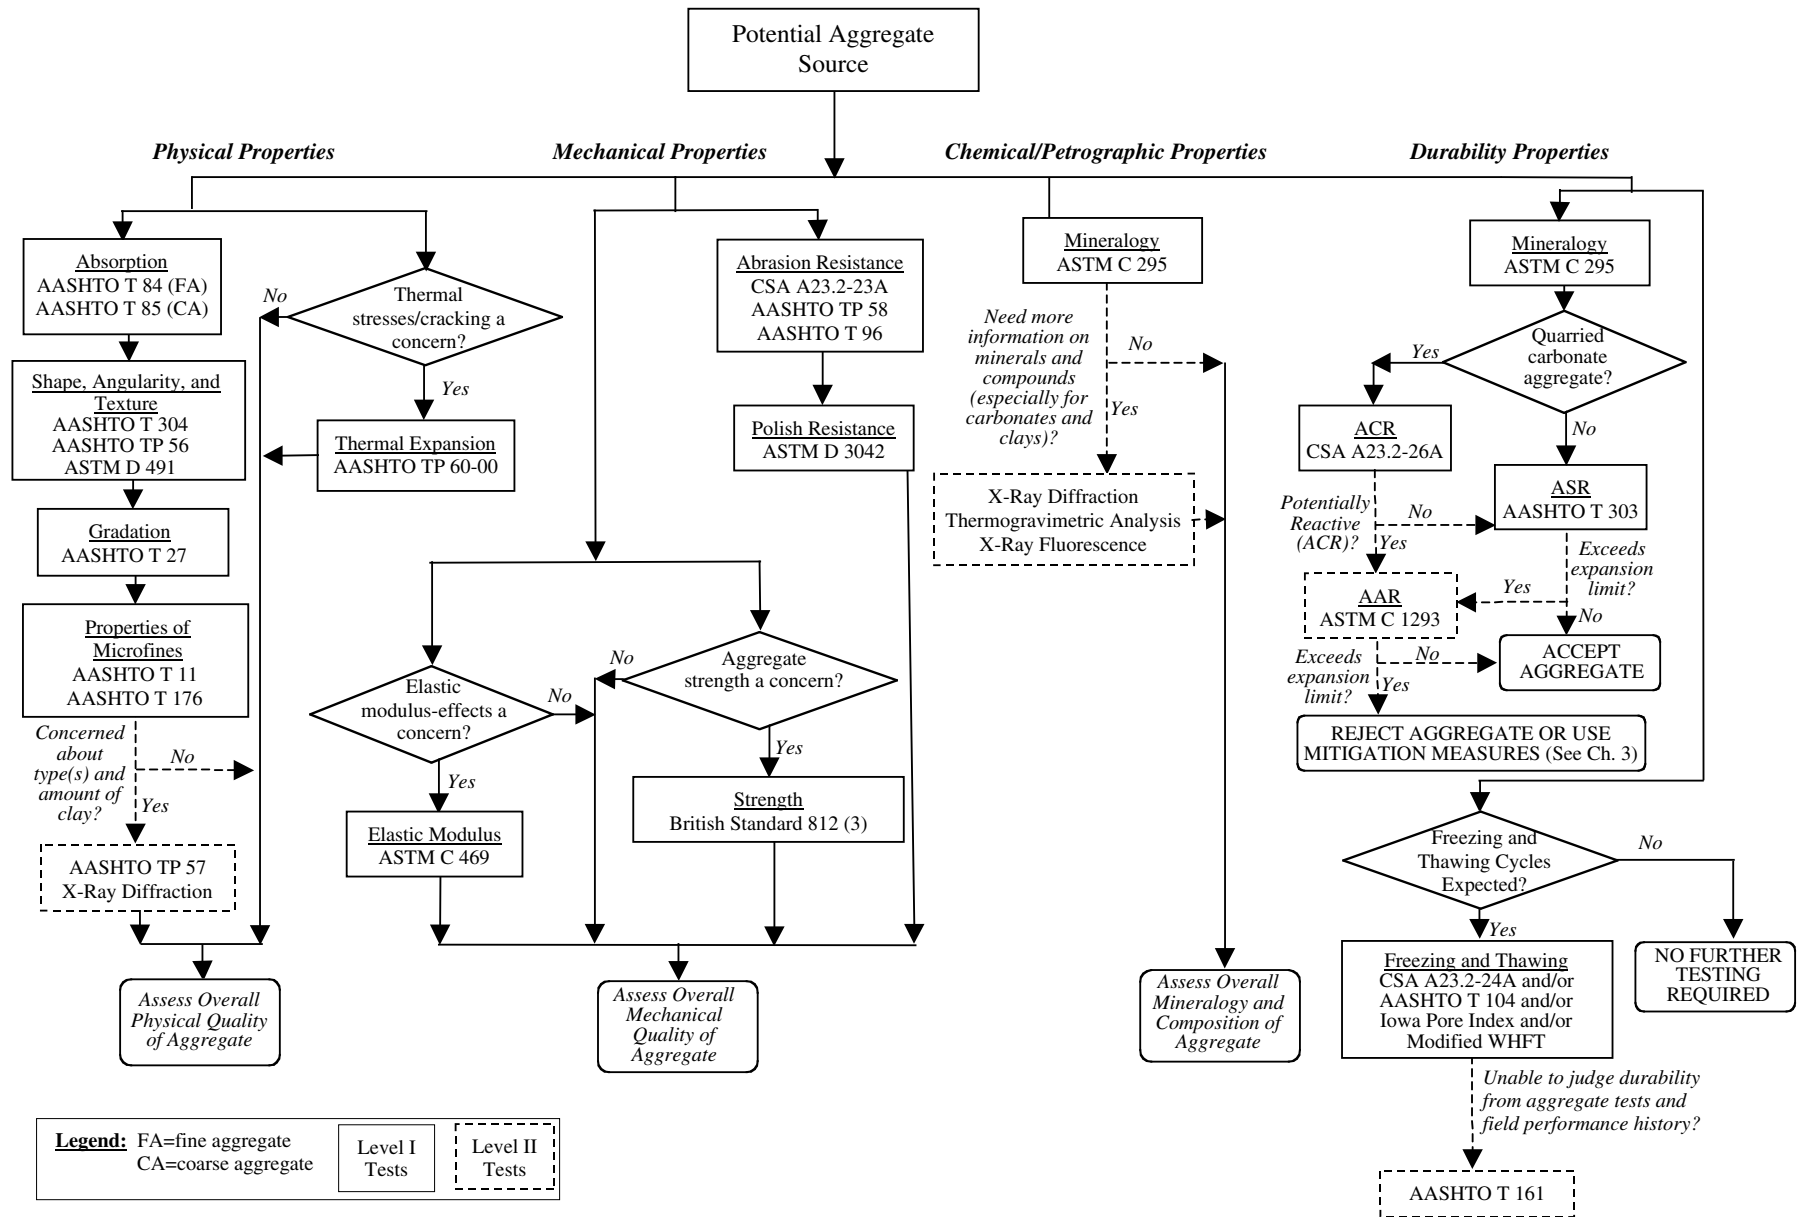 Potential Aggregate
Source
Physical Properties
Mechanical Properties
Chemical/Petrographic Properties
Durability Properties
Absorption
AASHTO T 84 (FA)
AASHTO T 85 (CA)
No
Thermal
stresses/cracking a
concern?
Yes
Thermal Expansion
AASHTO TP 60-00
Shape, Angularity, and
Texture
AASHTO T 304
AASHTO TP 56
ASTM D 491
Gradation
AASHTO T 27
Properties of
Microfines
AASHTO T 11
AASHTO T 176
Concerned
about
type(s) and
amount of
clay?
No
Yes
AASHTO TP 57
X-Ray Diffraction
Assess Overall
Physical Quality
of Aggregate
Abrasion Resistance
CSA A23.2-23A
AASHTO TP 58
AASHTO T 96
Polish Resistance
ASTM D 3042
Elastic
modulus-effects a
concern?
No
Yes
Elastic Modulus
ASTM C 469
No
Aggregate
strength a concern?
Yes
Strength
British Standard 812 (3)
Assess Overall
Mechanical
Quality of
Aggregate
Mineralogy
ASTM C 295
Need more
information on
minerals and
compounds
(especially for
carbonates and
clays)?
No
Yes
X-Ray Diffraction
Thermogravimetric Analysis
X-Ray Fluorescence
Assess Overall
Mineralogy and
Composition of
Aggregate
Mineralogy
ASTM C 295
Quarried
carbonate
aggregate?
Yes
No
ACR
CSA A23.2-26A
ASR
AASHTO T 303
Potentially
Reactive
(ACR)?
No
Yes
Exceeds
expansion
limit?
Yes
No
AAR
ASTM C 1293
ACCEPT
AGGREGATE
Exceeds
expansion
limit?
No
Yes
REJECT AGGREGATE OR USE
MITIGATION MEASURES (See Ch. 3)
Freezing and
Thawing Cycles
Expected?
No
Yes
NO FURTHER
TESTING
REQUIRED
Freezing and Thawing
CSA A23.2-24A and/or
AASHTO T 104 and/or
Iowa Pore Index and/or
Modified WHFT
Unable to judge durability
from aggregate tests and
field performance history?
AASHTO T 161
Legend: FA=fine aggregate
CA=coarse aggregate
Level I
Tests
Level II
Tests